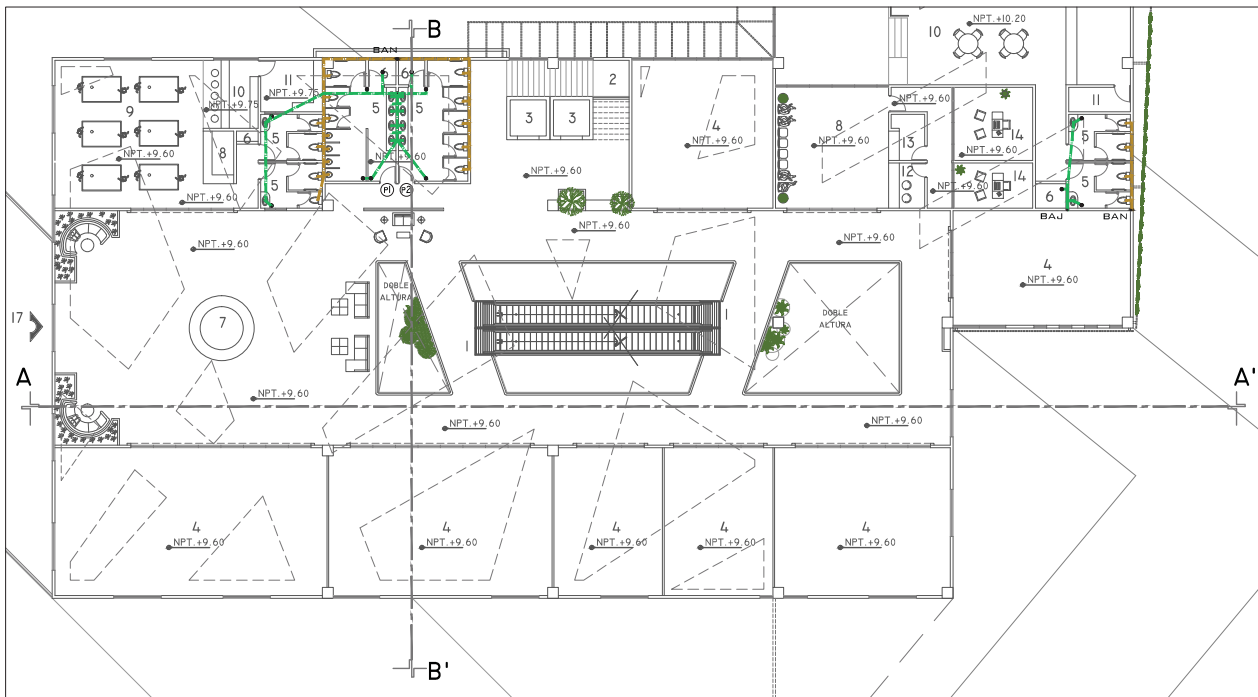 B
NPT.+10.20
10
BAN
6 6
2
11
10
NPT.+9.75
NPT.+9.75
9
5 5
3 3
4
NPT.+9.60
8
NPT.+9.60
NPT.+9.60
11
14
13
5
6
8
NPT.+9.60
NPT.+9.60
NPT.+9.60
NPT.+9.60
12
14
NPT.+9.60
5
5
5
6
NPT.+9.60
P1 P2
BAJ
BAN
NPT.+9.60
NPT.+9.60
NPT.+9.60
4
NPT.+9.60
DOBLE
ALTURA
17
7
1
1
DOBLE
ALTURA
A
A'
NPT.+9.60
NPT.+9.60
NPT.+9.60
4
NPT.+9.60
4
NPT.+9.60
4
NPT.+9.60
4
NPT.+9.60
4
NPT.+9.60
B'